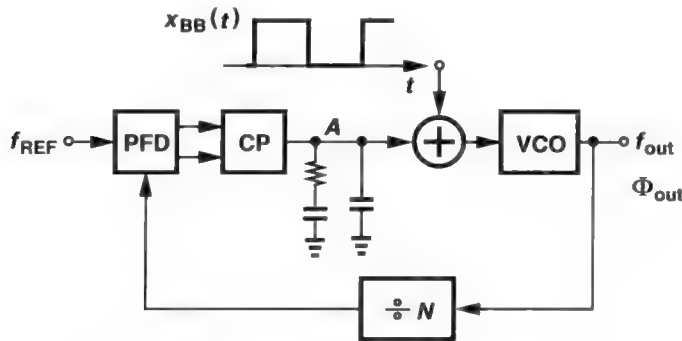 x_BB(t)
t
f_REF
PFD
CP
A
+
VCO
f_out
Φ_out
÷ N